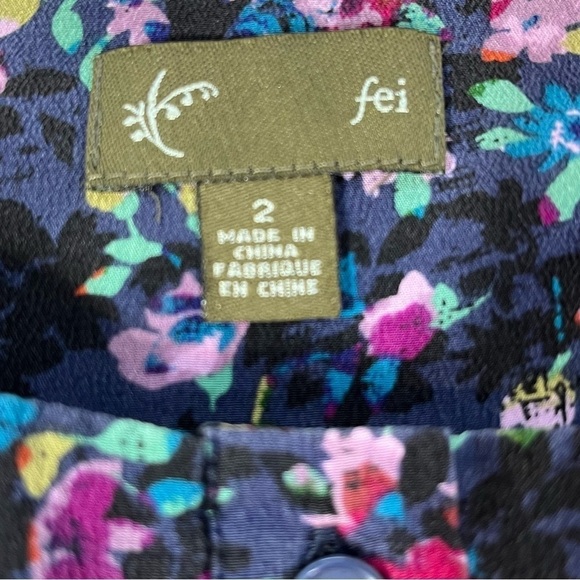 fei
2
MADE IN
CHINA
FABRIQUE
EN CHINE